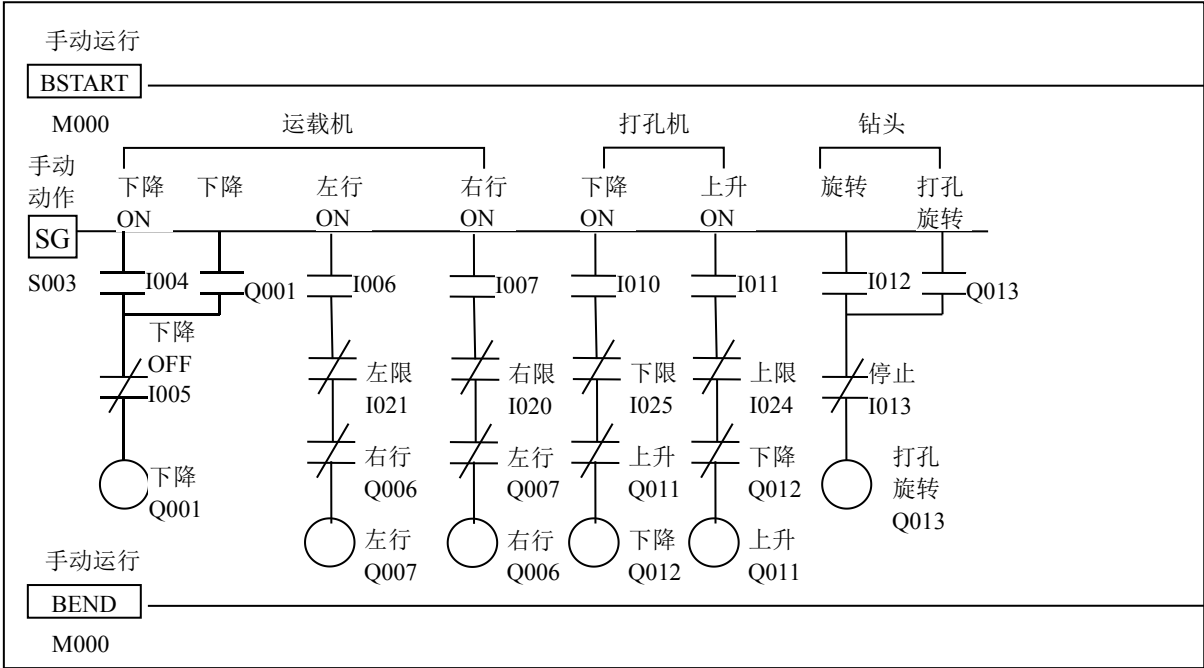 手动运行
BSTART
M000
运载机
打孔机
钻头
手动
动作
SG
S003
下降
ON
下降
左行
ON
右行
ON
下降
ON
上升
ON
旋转
打孔
旋转
I004
Q001
I006
I007
I010
I011
I012
Q013
下降
OFF
I005
左限
I021
右限
I020
下限
I025
上限
I024
停止
I013
右行
Q006
左行
Q007
上升
Q011
下降
Q012
下降
Q001
打孔
旋转
Q013
左行
Q007
右行
Q006
下降
Q012
上升
Q011
手动运行
BEND
M000